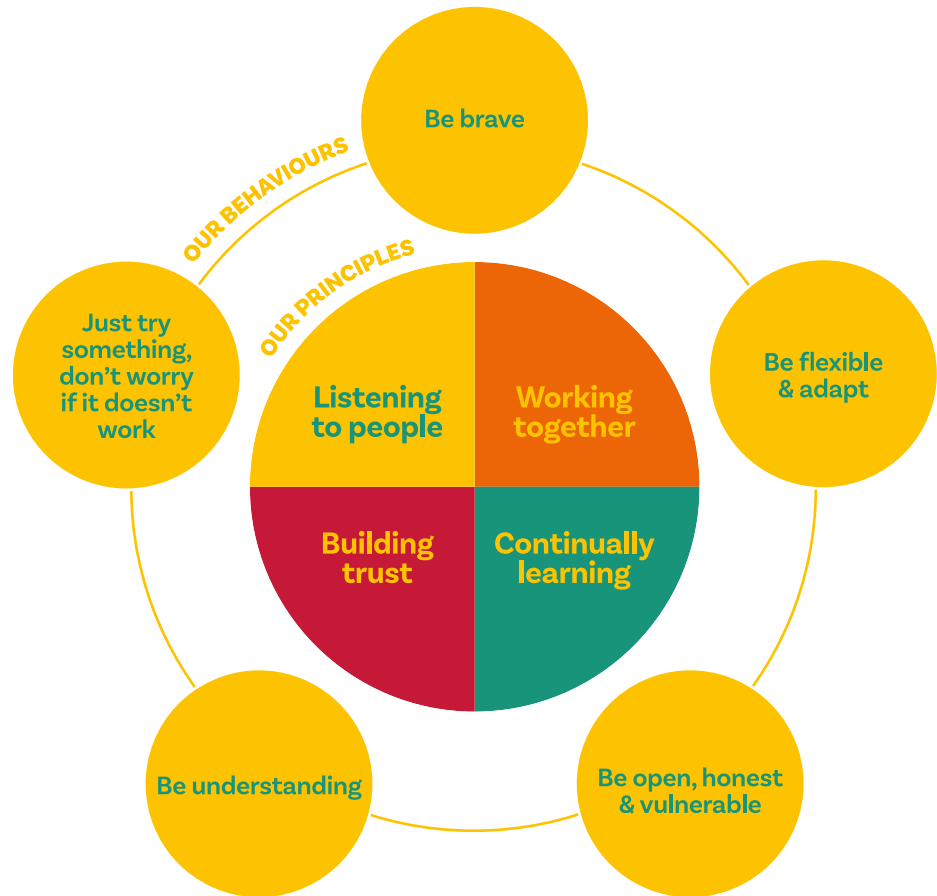 Be brave
OUR BEHAVIOURS
OUR PRINCIPLES
Just try
something,
don’t worry
if it doesn’t
work
Be flexible
& adapt
Listening
to people
Working
together
Building
trust
Continually
learning
Be understanding
Be open, honest
& vulnerable